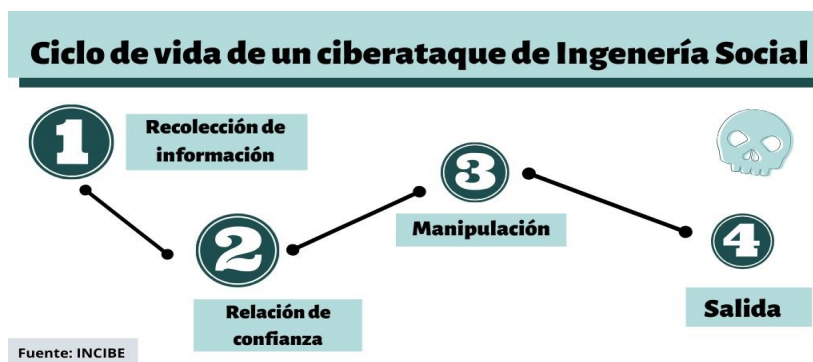 Ciclo de vida de un ciberataque de Ingenería Social
1
Recolección de
información
2
Relación de
confianza
3
Manipulación
4
Salida
Fuente: INCIBE